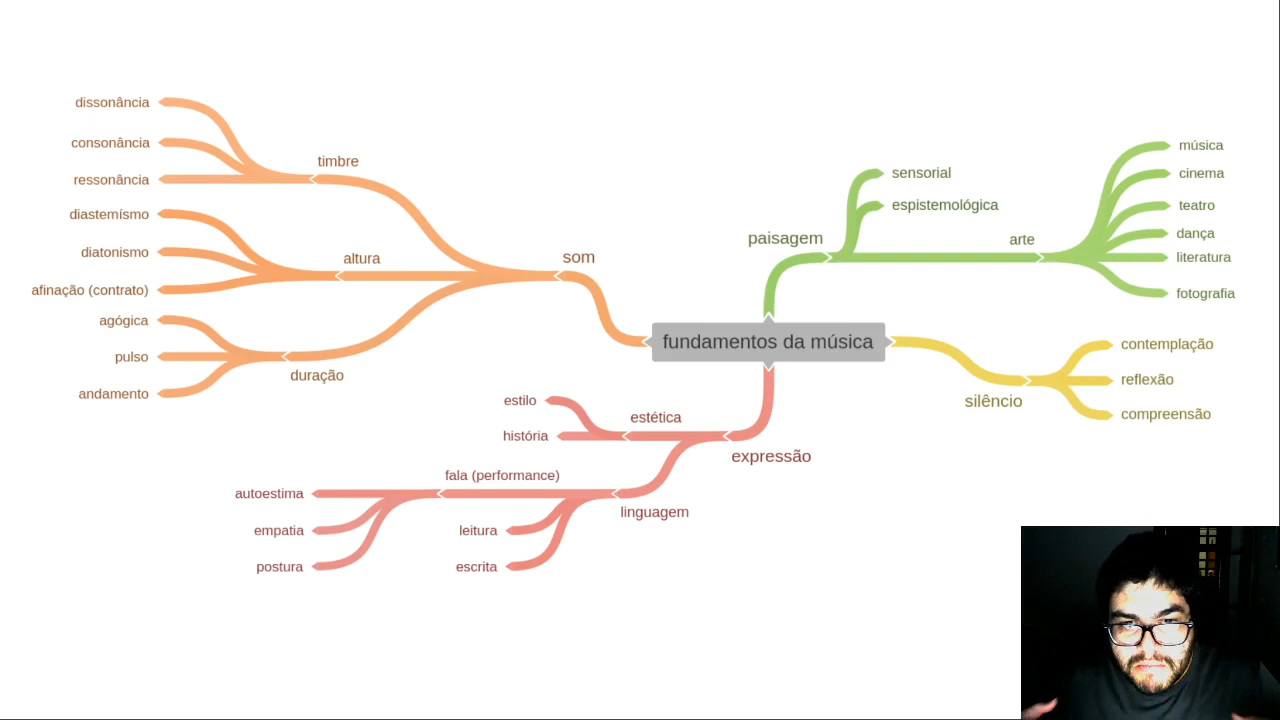 fundamentos da música
som
timbre
dissonância
consonância
ressonância
altura
diastemísmo
diatonismo
afinação (contrato)
duração
agógica
pulso
andamento
paisagem
sensorial
espistemológica
arte
música
cinema
teatro
dança
literatura
fotografia
silêncio
contemplação
reflexão
compreensão
expressão
estética
estilo
história
linguagem
fala (performance)
autoestima
empatia
postura
leitura
escrita